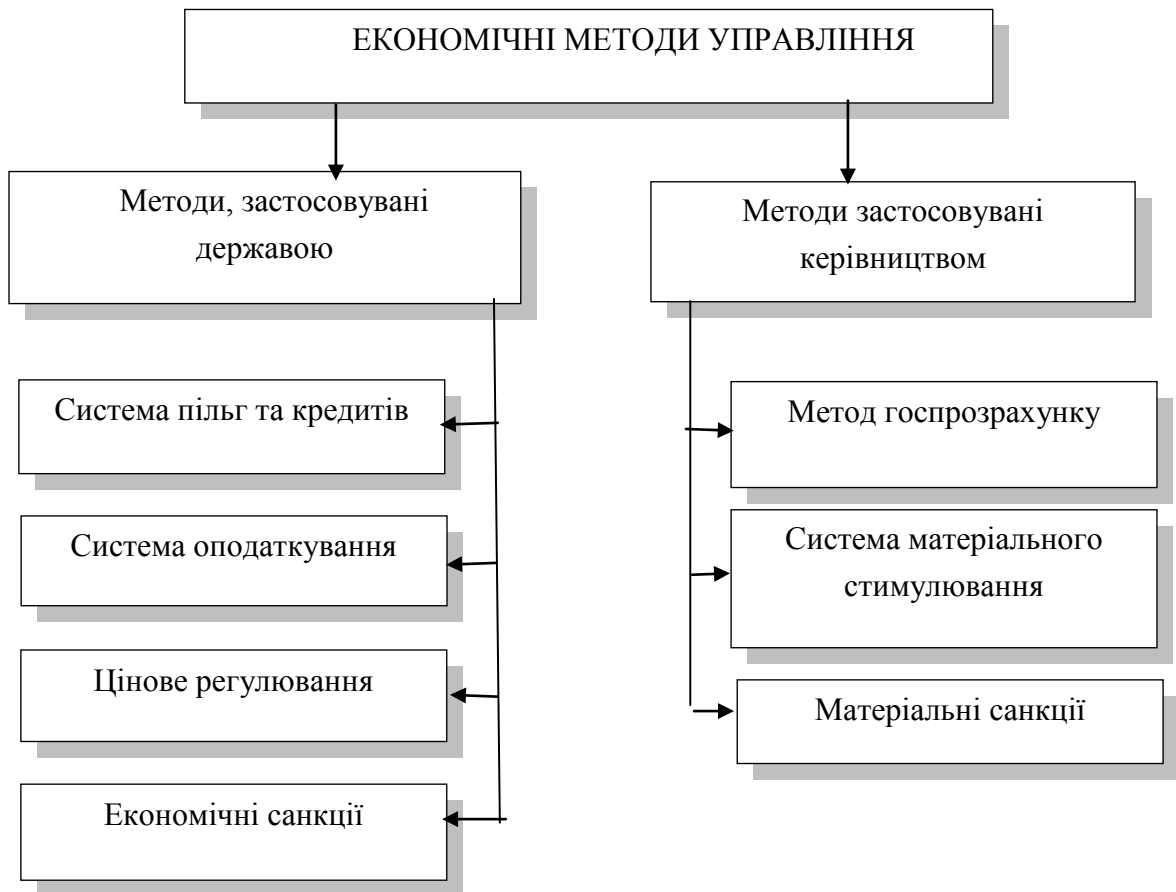 ЕКОНОМІЧНІ МЕТОДИ УПРАВЛІННЯ
Методи, застосовувані
державою
Система пільг та кредитів
Система оподаткування
Цінове регулювання
Економічні санкції
Методи застосовувані
керівництвом
Метод госпрозрахунку
Система матеріального
стимулювання
Матеріальні санкції